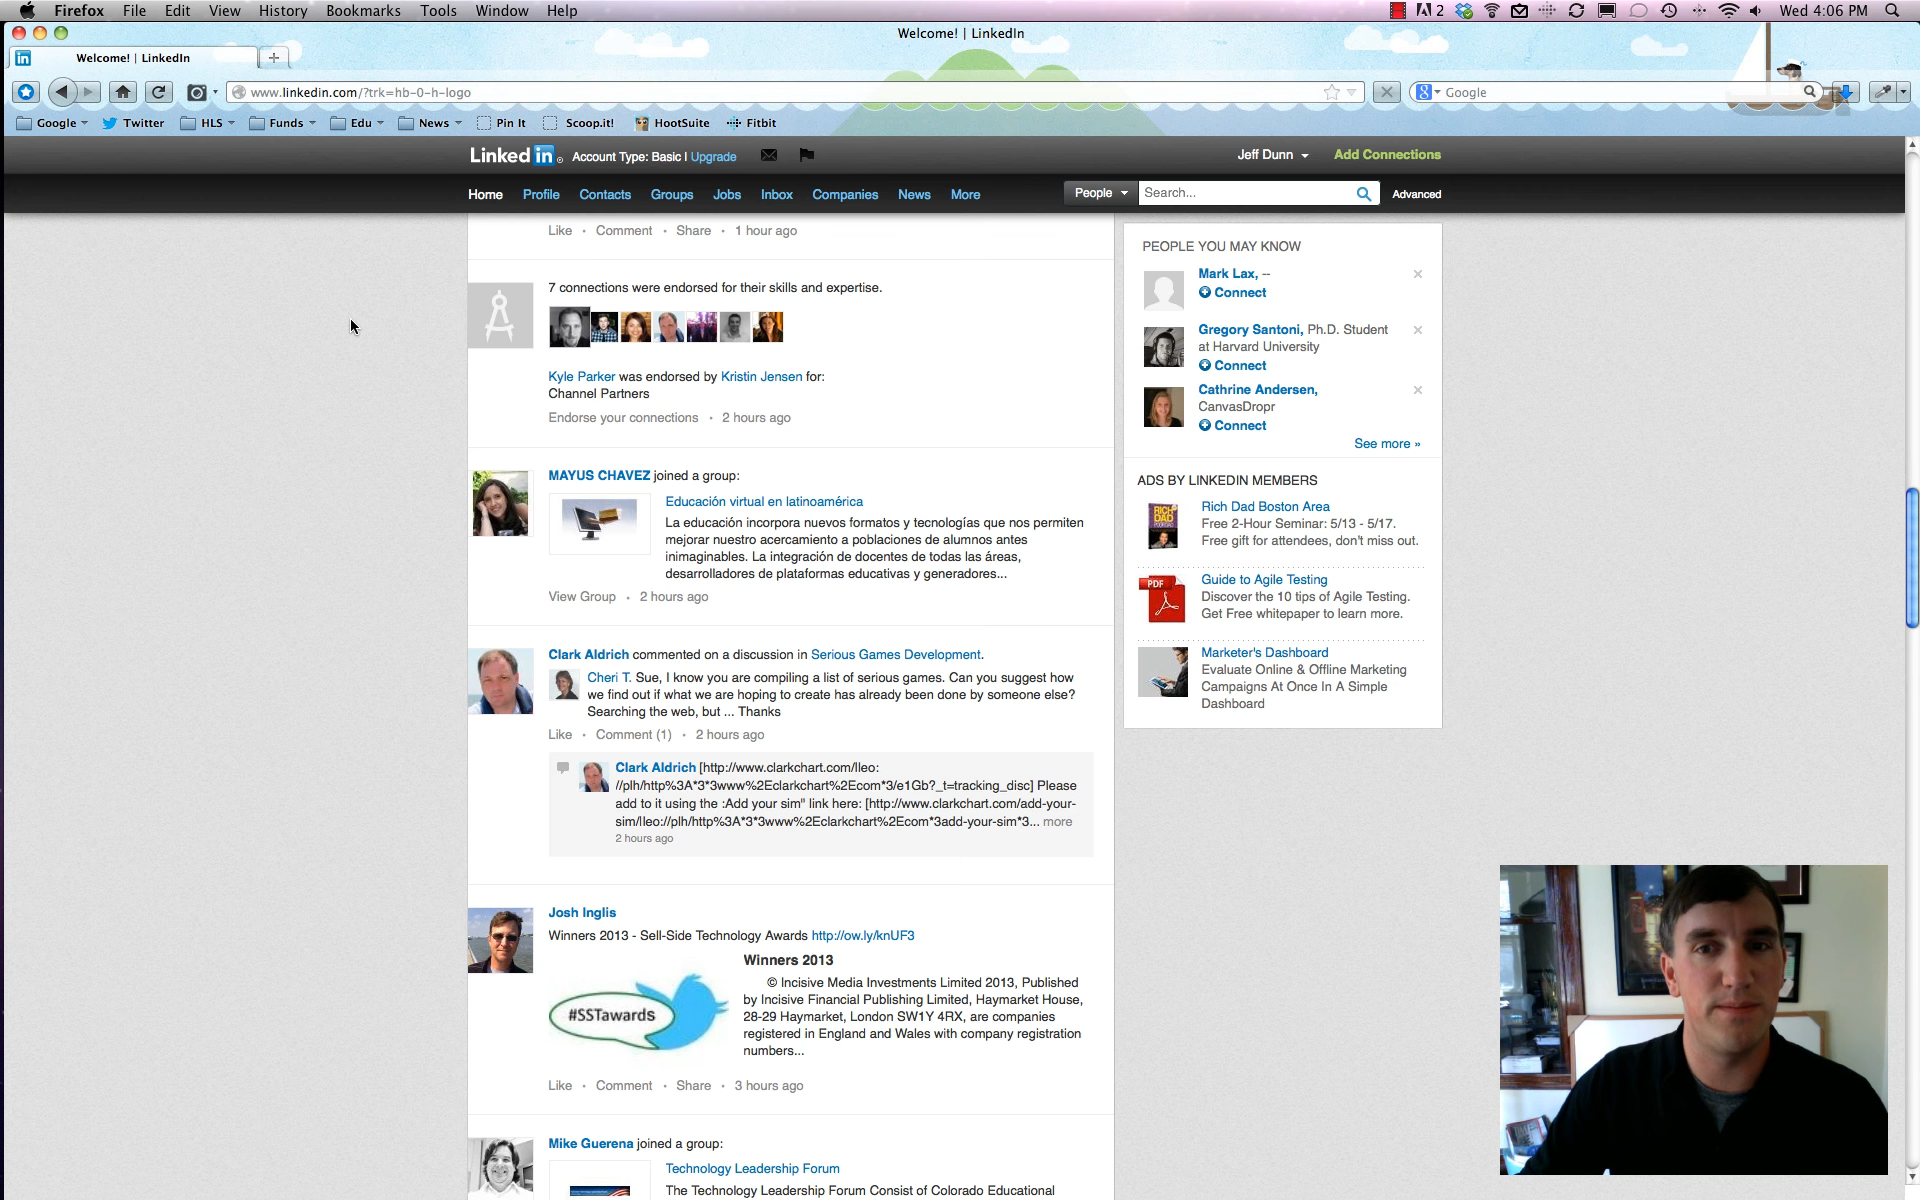 Firefox File Edit View History Bookmarks Tools Window Help
2 Wed 4:06 PM
Welcome! | LinkedIn
Welcome! | LinkedIn
www.linkedin.com/?trk=hb-0-h-logo
Google
Google Twitter HLS Funds Edu News Pin It Scoop.it! HootSuite Fitbit
Linked in Account Type: Basic | Upgrade
Jeff Dunn Add Connections
Home Profile Contacts Groups Jobs Inbox Companies News More
People Search... Advanced
Like • Comment • Share • 1 hour ago
7 connections were endorsed for their skills and expertise.
Kyle Parker was endorsed by Kristin Jensen for:
Channel Partners
Endorse your connections • 2 hours ago
MAYUS CHAVEZ joined a group:
Educación virtual en latinoamérica
La educación incorpora nuevos formatos y tecnologías que nos permiten
mejorar nuestro acercamiento a poblaciones de alumnos antes
inimaginables. La integración de docentes de todas las áreas,
desarrolladores de plataformas educativas y generadores...
View Group • 2 hours ago
Clark Aldrich commented on a discussion in Serious Games Development.
Cheri T. Sue, I know you are compiling a list of serious games. Can you suggest how
we find out if what we are hoping to create has already been done by someone else?
Searching the web, but ... Thanks
Like • Comment (1) • 2 hours ago
Clark Aldrich [http://www.clarkchart.com/lleo:
//plh/http%3A*3*3www%2Eclarkchart%2Ecom*3/e1Gb?_t=tracking_disc] Please
add to it using the :Add your sim" link here: [http://www.clarkchart.com/add-your-
sim/lleo://plh/http%3A*3*3www%2Eclarkchart%2Ecom*3add-your-sim*3... more
2 hours ago
Josh Inglis
Winners 2013 - Sell-Side Technology Awards http://ow.ly/knUF3
#SSTawards
Winners 2013
© Incisive Media Investments Limited 2013, Published
by Incisive Financial Publishing Limited, Haymarket House,
28-29 Haymarket, London SW1Y 4RX, are companies
registered in England and Wales with company registration
numbers...
Like • Comment • Share • 3 hours ago
Mike Guerena joined a group:
Technology Leadership Forum
The Technology Leadership Forum Consist of Colorado Educational
PEOPLE YOU MAY KNOW
Mark Lax, --
Connect
Gregory Santoni, Ph.D. Student
at Harvard University
Connect
Cathrine Andersen,
CanvasDropr
Connect
See more »
ADS BY LINKEDIN MEMBERS
RICH
DAD
Rich Dad Boston Area
Free 2-Hour Seminar: 5/13 - 5/17.
Free gift for attendees, don't miss out.
PDF
Guide to Agile Testing
Discover the 10 tips of Agile Testing.
Get Free whitepaper to learn more.
Marketer's Dashboard
Evaluate Online & Offline Marketing
Campaigns At Once In A Simple
Dashboard